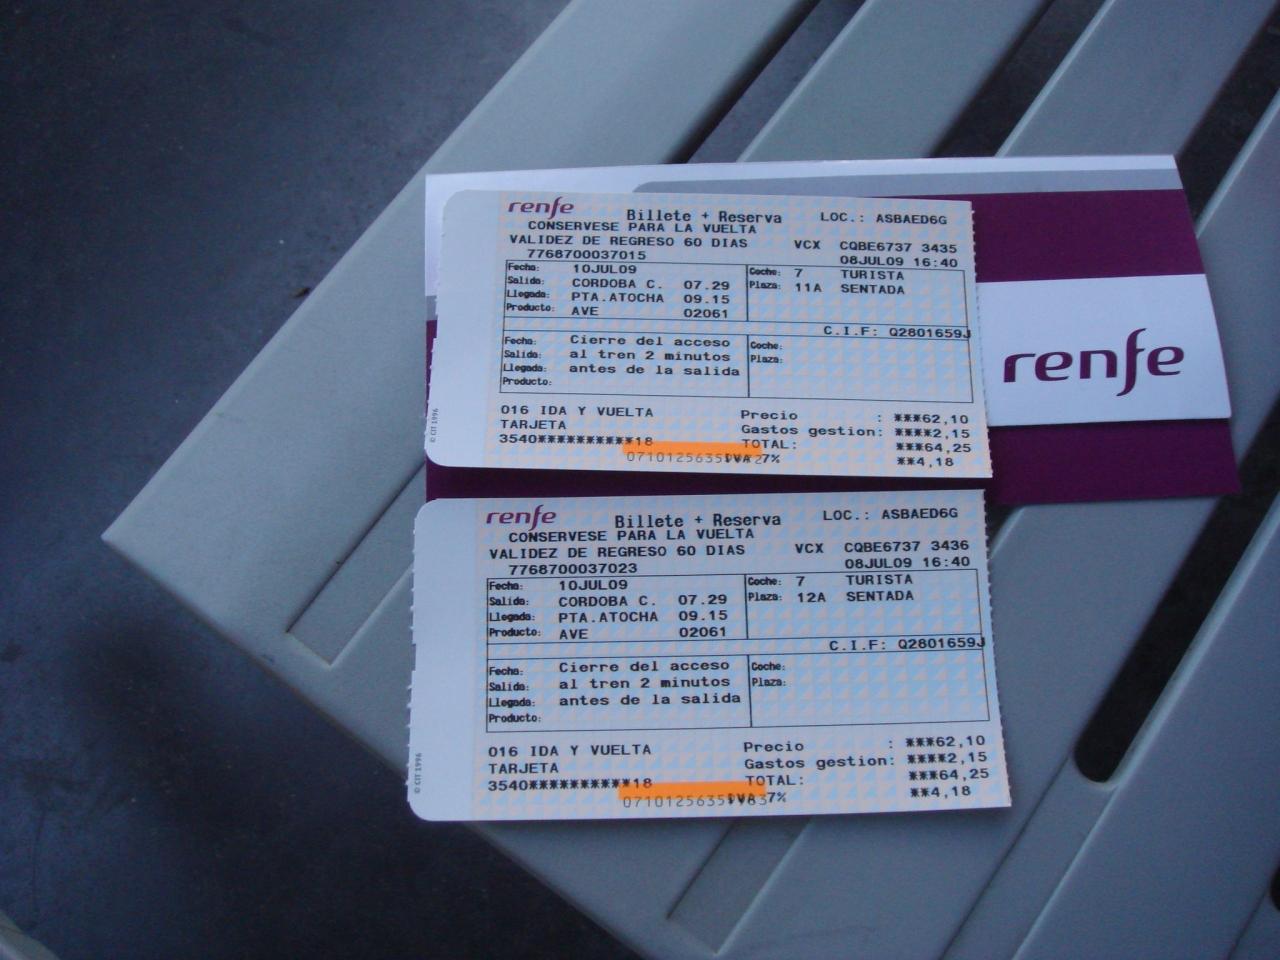 renfe
Billete + Reserva LOC.: ASBAED6G
CONSERVESE PARA LA VUELTA
VALIDEZ DE REGRESO 60 DIAS VCX CQBE6737 3435
7768700037015 08JUL09 16:40
Fecha: 10JUL09 Coche: 7 TURISTA
Salida: CORDOBA C. 07.29 Plaza: 11A SENTADA
Llegada: PTA.ATOCHA 09.15
Producto: AVE 02061
C.I.F: Q2801659J
Fecha: Cierre del acceso Coche:
Salida: al tren 2 minutos Plaza:
Llegada: antes de la salida
Producto:
016 IDA Y VUELTA Precio : ***62,10
TARJETA Gastos gestion: ****2,15
3540**********18 TOTAL: ***64,25
7% **4,18
© CIT 1996
renfe
renfe
Billete + Reserva LOC.: ASBAED6G
CONSERVESE PARA LA VUELTA
VALIDEZ DE REGRESO 60 DIAS VCX CQBE6737 3436
7768700037023 08JUL09 16:40
Fecha: 10JUL09 Coche: 7 TURISTA
Salida: CORDOBA C. 07.29 Plaza: 12A SENTADA
Llegada: PTA.ATOCHA 09.15
Producto: AVE 02061
C.I.F: Q2801659J
Fecha: Cierre del acceso Coche:
Salida: al tren 2 minutos Plaza:
Llegada: antes de la salida
Producto:
016 IDA Y VUELTA Precio : ***62,10
TARJETA Gastos gestion: ****2,15
3540**********18 TOTAL: ***64,25
7% **4,18
© CIT 1996